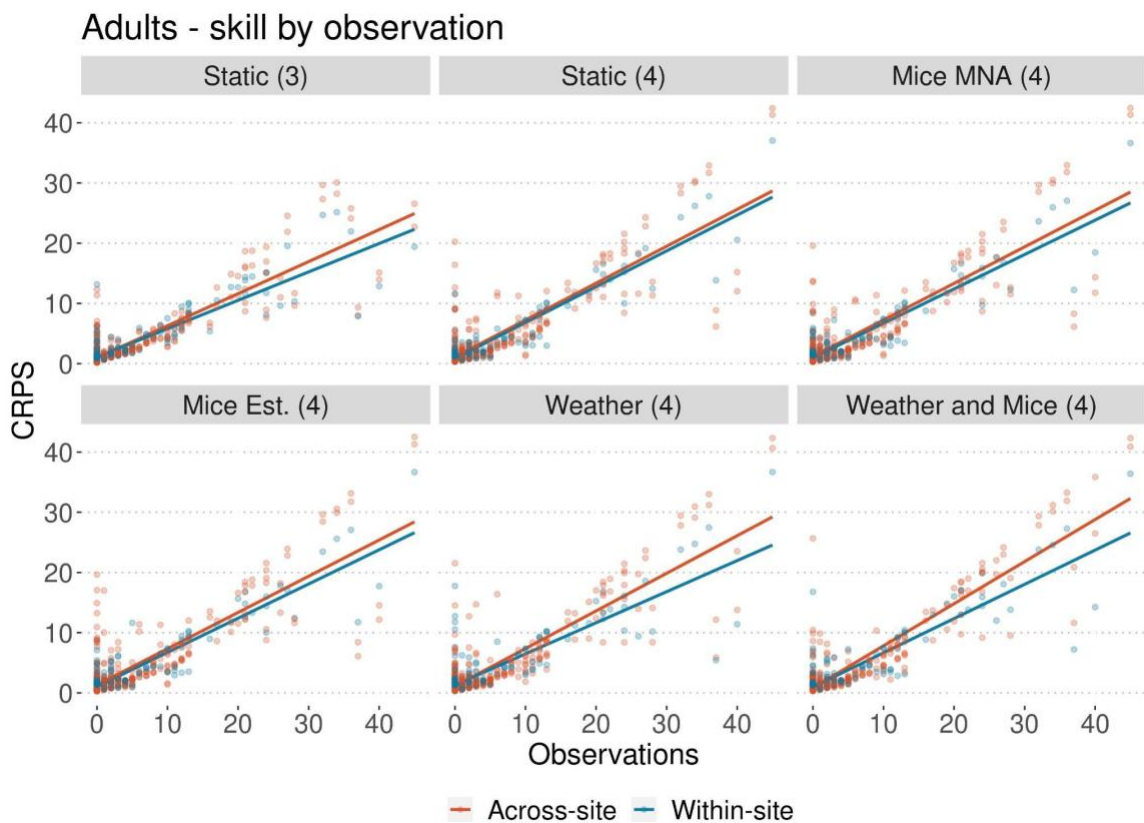 Adults - skill by observation
Static (3) Static (4) Mice MNA (4)
40
30
20
10
0
Mice Est. (4) Weather (4) Weather and Mice (4)
40
30
20
10
0
CRPS
0 10 20 30 40 0 10 20 30 40 0 10 20 30 40
Observations
Across-site Within-site